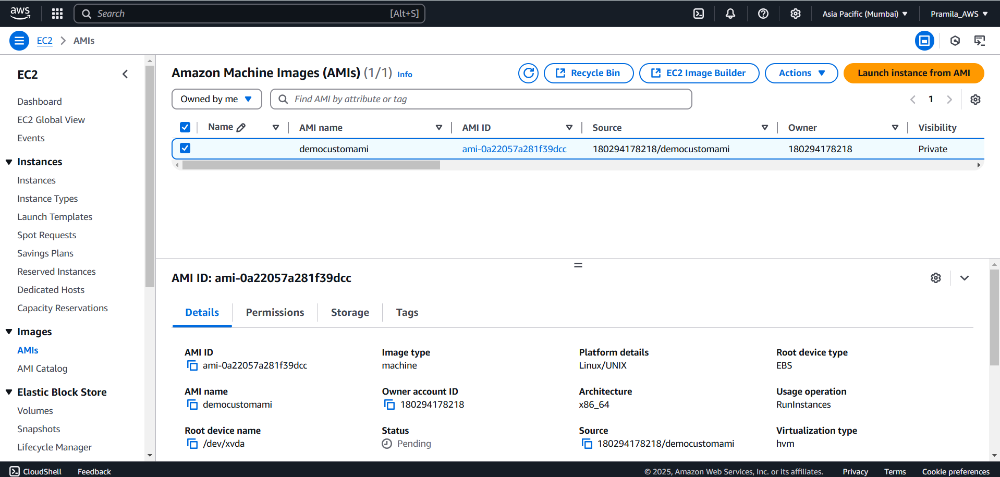 aws Search [Alt+S] Asia Pacific (Mumbai) Pramila_AWS
EC2 AMIs
EC2
Dashboard
EC2 Global View
Events
Instances
Instances
Instance Types
Launch Templates
Spot Requests
Savings Plans
Reserved Instances
Dedicated Hosts
Capacity Reservations
Images
AMIs
AMI Catalog
Elastic Block Store
Volumes
Snapshots
Lifecycle Manager
Amazon Machine Images (AMIs) (1/1) Info Recycle Bin EC2 Image Builder Actions Launch instance from AMI
Owned by me Find AMI by attribute or tag 1
Name AMI name AMI ID Source Owner Visibility
democustomami ami-0a22057a281f39dcc 180294178218/democustomami 180294178218 Private
AMI ID: ami-0a22057a281f39dcc
Details Permissions Storage Tags
AMI ID Image type Platform details Root device type
ami-0a22057a281f39dcc machine Linux/UNIX EBS
AMI name Owner account ID Architecture Usage operation
democustomami 180294178218 x86_64 RunInstances
Root device name Status Source Virtualization type
/dev/xvda Pending 180294178218/democustomami hvm
CloudShell Feedback © 2025, Amazon Web Services, Inc. or its affiliates. Privacy Terms Cookie preferences